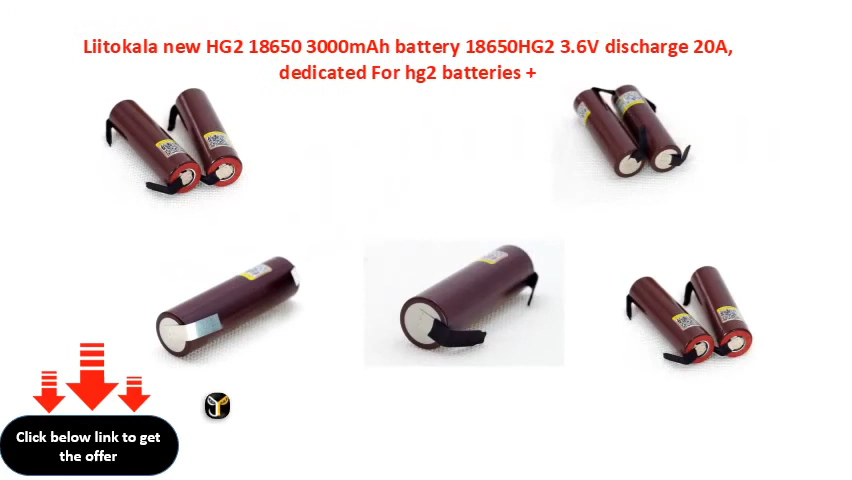 Liitokala new HG2 18650 3000mAh battery 18650HG2 3.6V discharge 20A,
dedicated For hg2 batteries +
Click below link to get
the offer